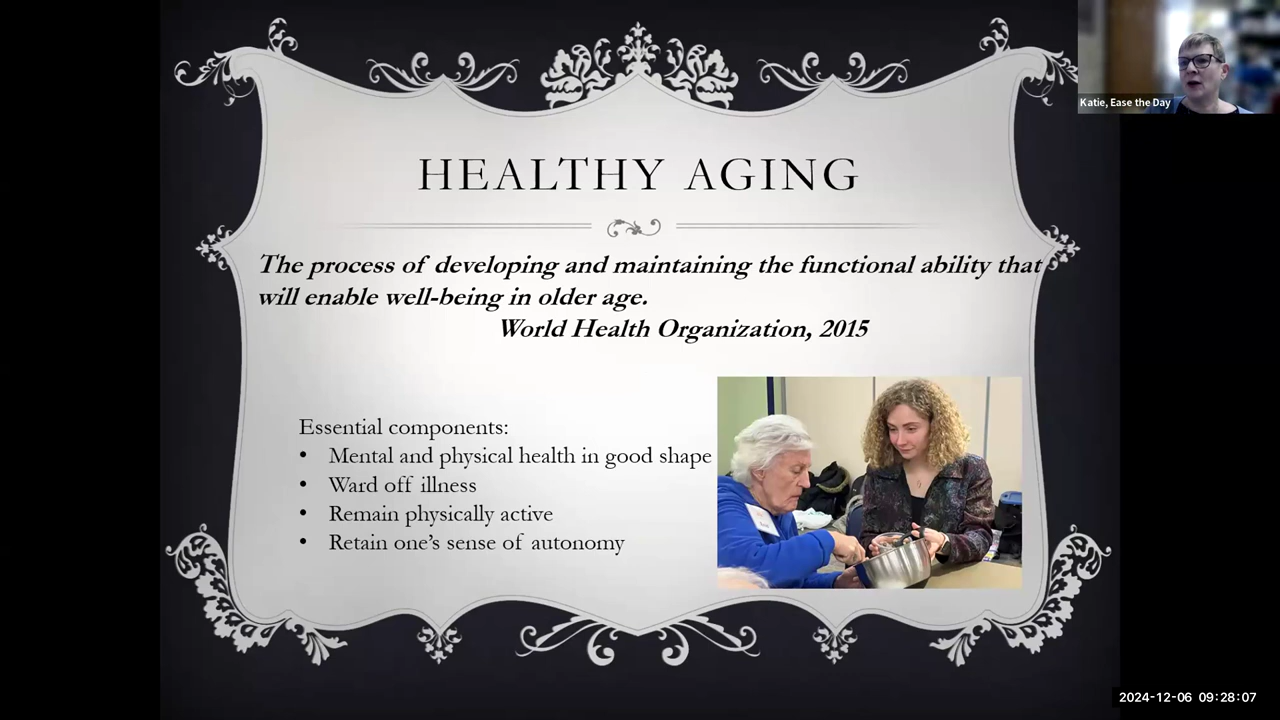 Katie, Ease the Day
HEALTHY AGING
The process of developing and maintaining the functional ability that
will enable well-being in older age.
World Health Organization, 2015
Essential components:
• Mental and physical health in good shape
• Ward off illness
• Remain physically active
• Retain one's sense of autonomy
2024-12-06 09:28:07